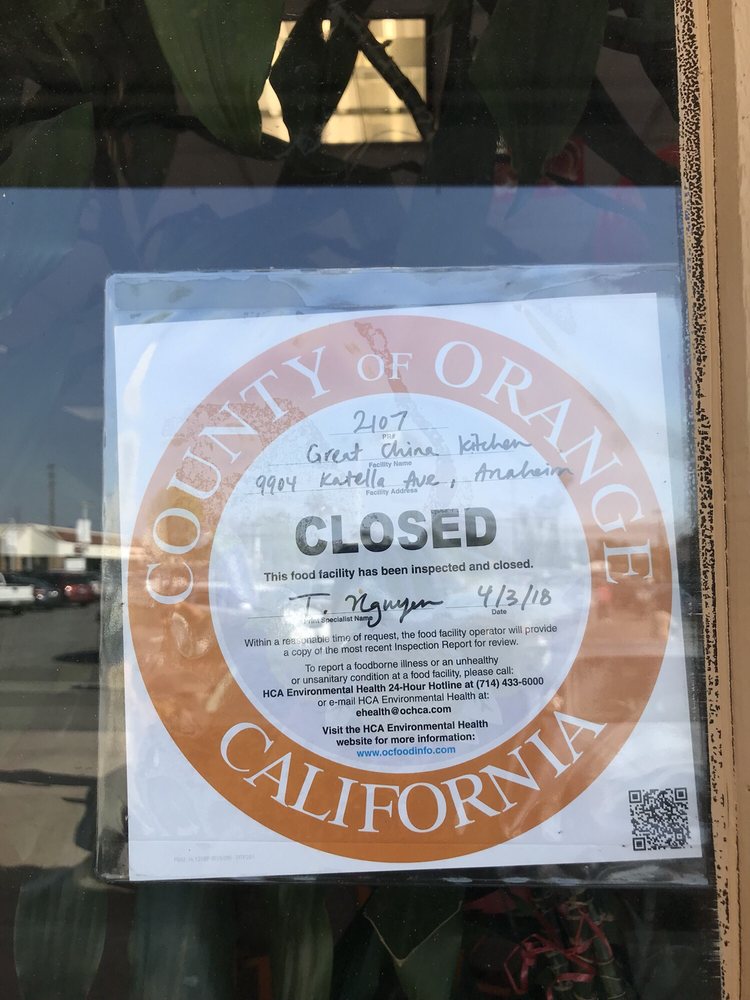 COUNTY OF ORANGE
2107
PR#
Great China Kitchen
Facility Name
9904 Katella Ave, Anaheim
Facility Address
CLOSED
This food facility has been inspected and closed.
T. Nguyen 4/3/18
Print Specialist Name Date
Within a reasonable time of request, the food facility operator will provide
a copy of the most recent Inspection Report for review.
To report a foodborne illness or an unhealthy
or unsanitary condition at a food facility, please call:
HCA Environmental Health 24-Hour Hotline at (714) 433-6000
or e-mail HCA Environmental Health at:
ehealth@ochca.com
Visit the HCA Environmental Health
website for more information:
www.ocfoodinfo.com
CALIFORNIA